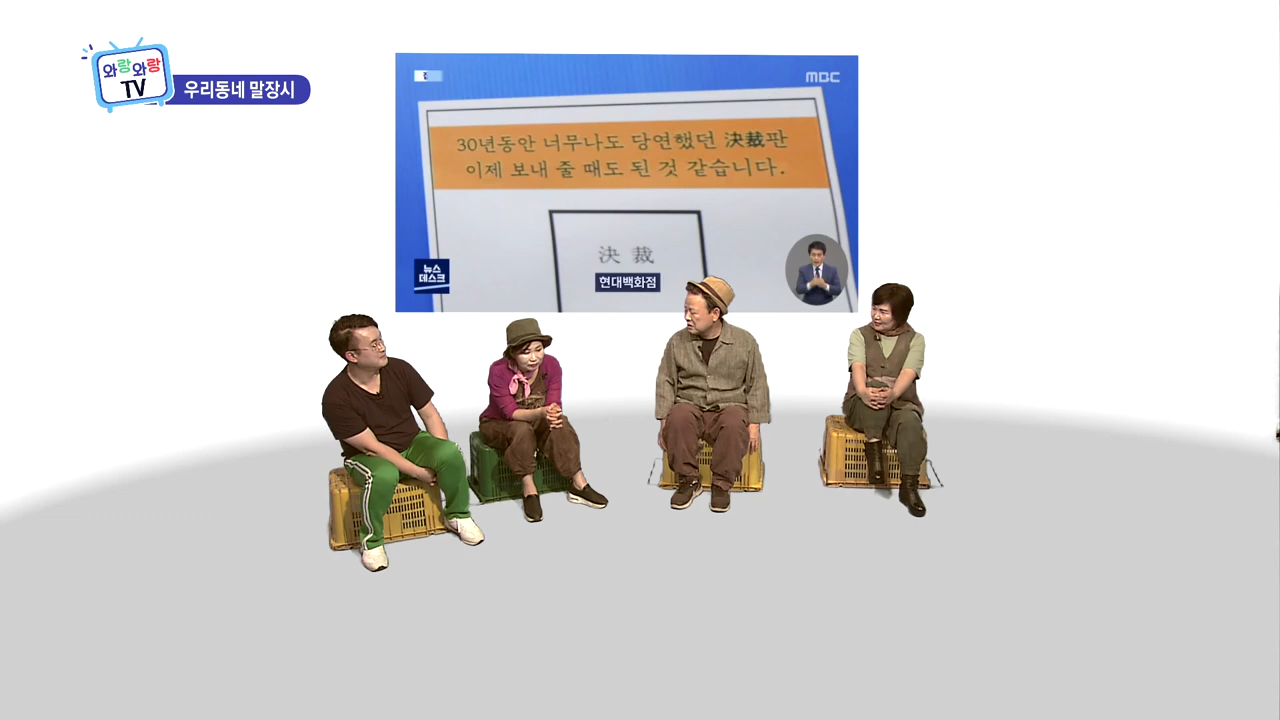 와랑와랑
TV
우리동네 말장시
MBC
30년동안 너무나도 당연했던 決裁판
이제 보내 줄 때도 된 것 같습니다.
決 裁
뉴스
데스크
현대백화점